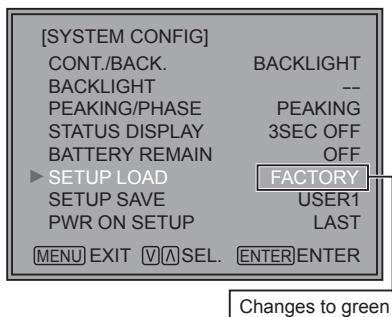 [SYSTEM CONFIG]
CONT./BACK. BACKLIGHT
BACKLIGHT --
PEAKING/PHASE PEAKING
STATUS DISPLAY 3SEC OFF
BATTERY REMAIN OFF
▶ SETUP LOAD FACTORY
SETUP SAVE USER1
PWR ON SETUP LAST
MENU EXIT V Λ SEL. ENTER ENTER
Changes to green